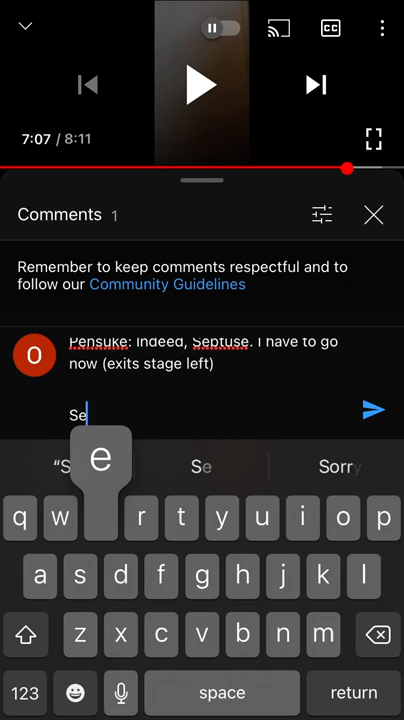 CC
7:07 / 8:11
Comments 1
Remember to keep comments respectful and to
follow our Community Guidelines
O
Pensuke: Indeed, Septuse. I have to go
now (exits stage left)
Se
e
"S Se Sorry
q w r t y u i o p
a s d f g h j k l
z x c v b n m
123 space return